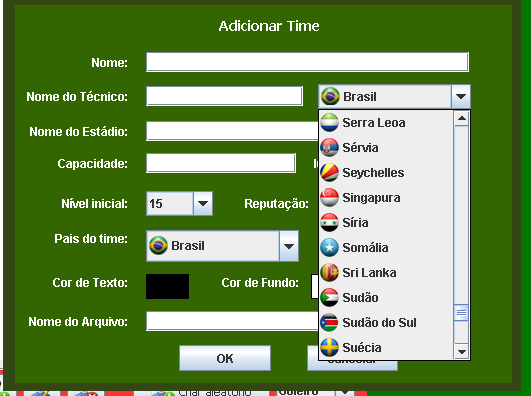 Adicionar Time
Nome:
Nome do Técnico: Brasil
Serra Leoa
Nome do Estádio:
Sérvia
Capacidade:
Seychelles
Nível inicial: 15 Reputação:
Singapura
Síria
País do time: Brasil
Somália
Cor de Texto: Cor de Fundo:
Sri Lanka
Sudão
Nome do Arquivo:
Sudão do Sul
Suécia
OK
Criar aleatório Goleiro